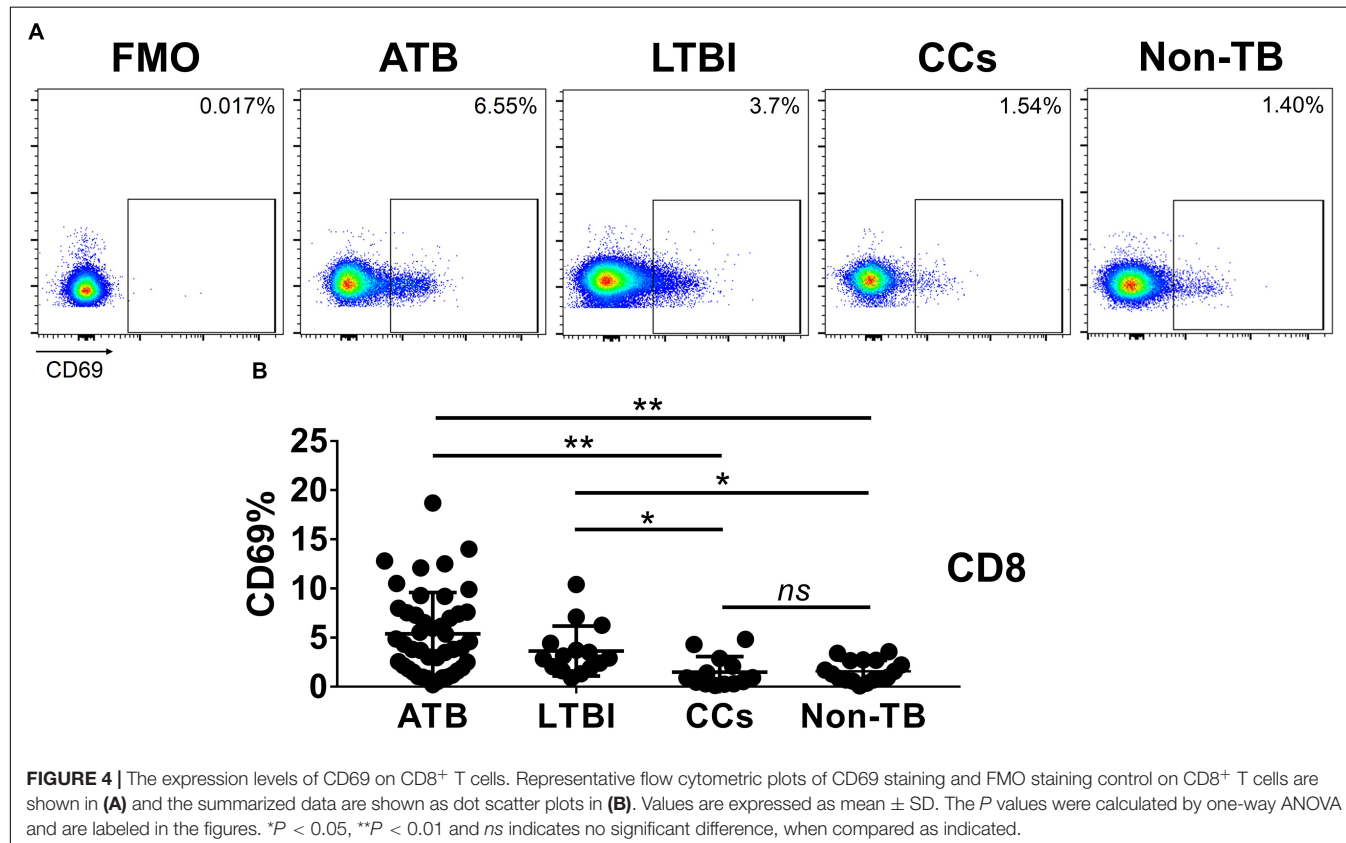 A
FMO ATB LTBI CCs Non-TB
0.017% 6.55% 3.7% 1.54% 1.40%
CD69
B
**
**
*
*
ns
CD8
CD69%
25
20
15
10
5
0
ATB LTBI CCs Non-TB
FIGURE 4 | The expression levels of CD69 on CD8+ T cells. Representative flow cytometric plots of CD69 staining and FMO staining control on CD8+ T cells are
shown in (A) and the summarized data are shown as dot scatter plots in (B). Values are expressed as mean ± SD. The P values were calculated by one-way ANOVA
and are labeled in the figures. *P < 0.05, **P < 0.01 and ns indicates no significant difference, when compared as indicated.